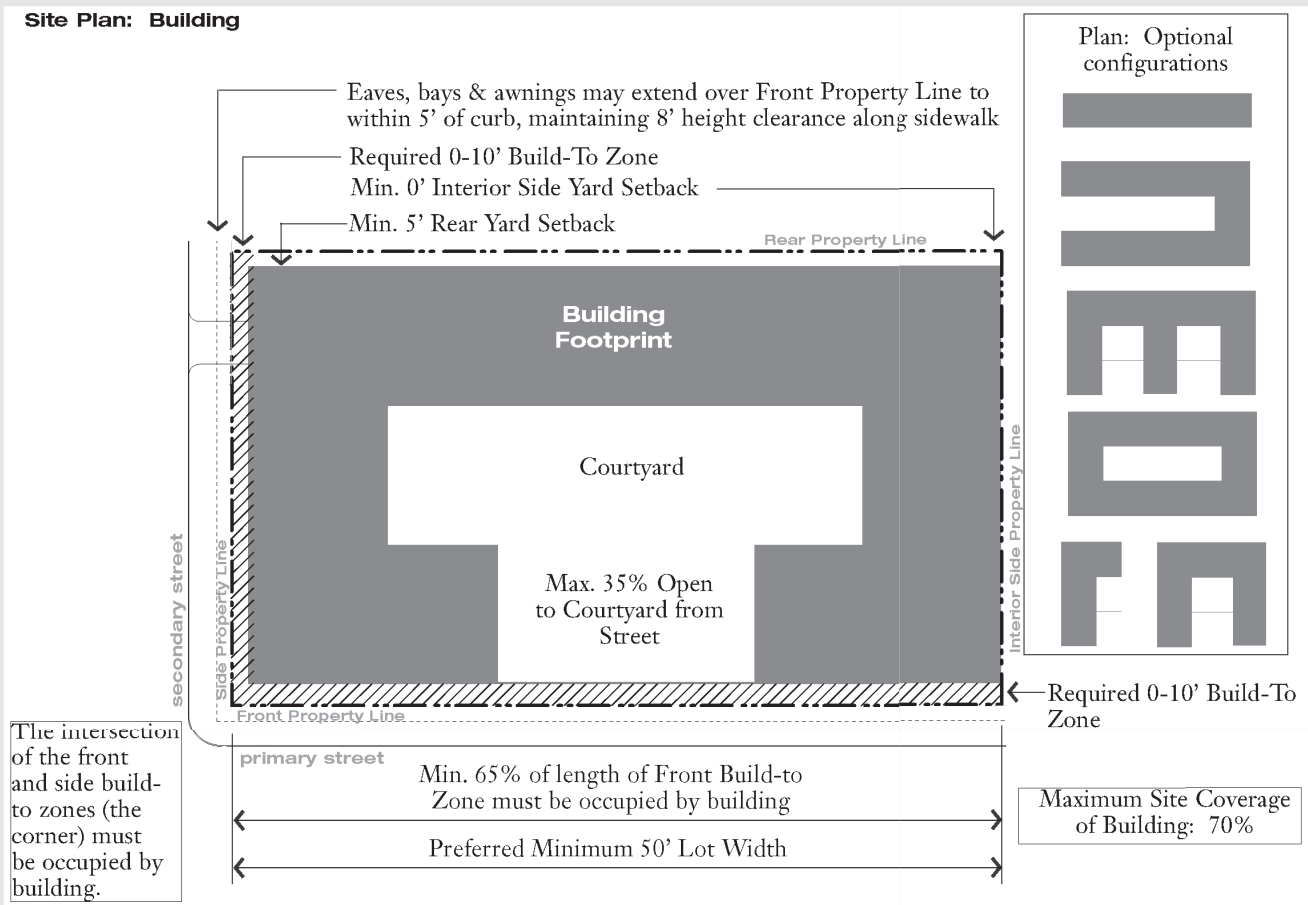 Site Plan: Building
Plan: Optional
configurations
Eaves, bays & awnings may extend over Front Property Line to
within 5’ of curb, maintaining 8’ height clearance along sidewalk
Required 0-10’ Build-To Zone
Min. 0’ Interior Side Yard Setback
Min. 5’ Rear Yard Setback
Rear Property Line
Building
Footprint
Courtyard
Max. 35% Open
to Courtyard from
Street
secondary street
Side Property Line
Interior Side Property Line
Required 0-10’ Build-To
Zone
Front Property Line
primary street
The intersection
of the front
and side build-
to zones (the
corner) must
be occupied by
building.
Min. 65% of length of Front Build-to
Zone must be occupied by building
Preferred Minimum 50’ Lot Width
Maximum Site Coverage
of Building: 70%